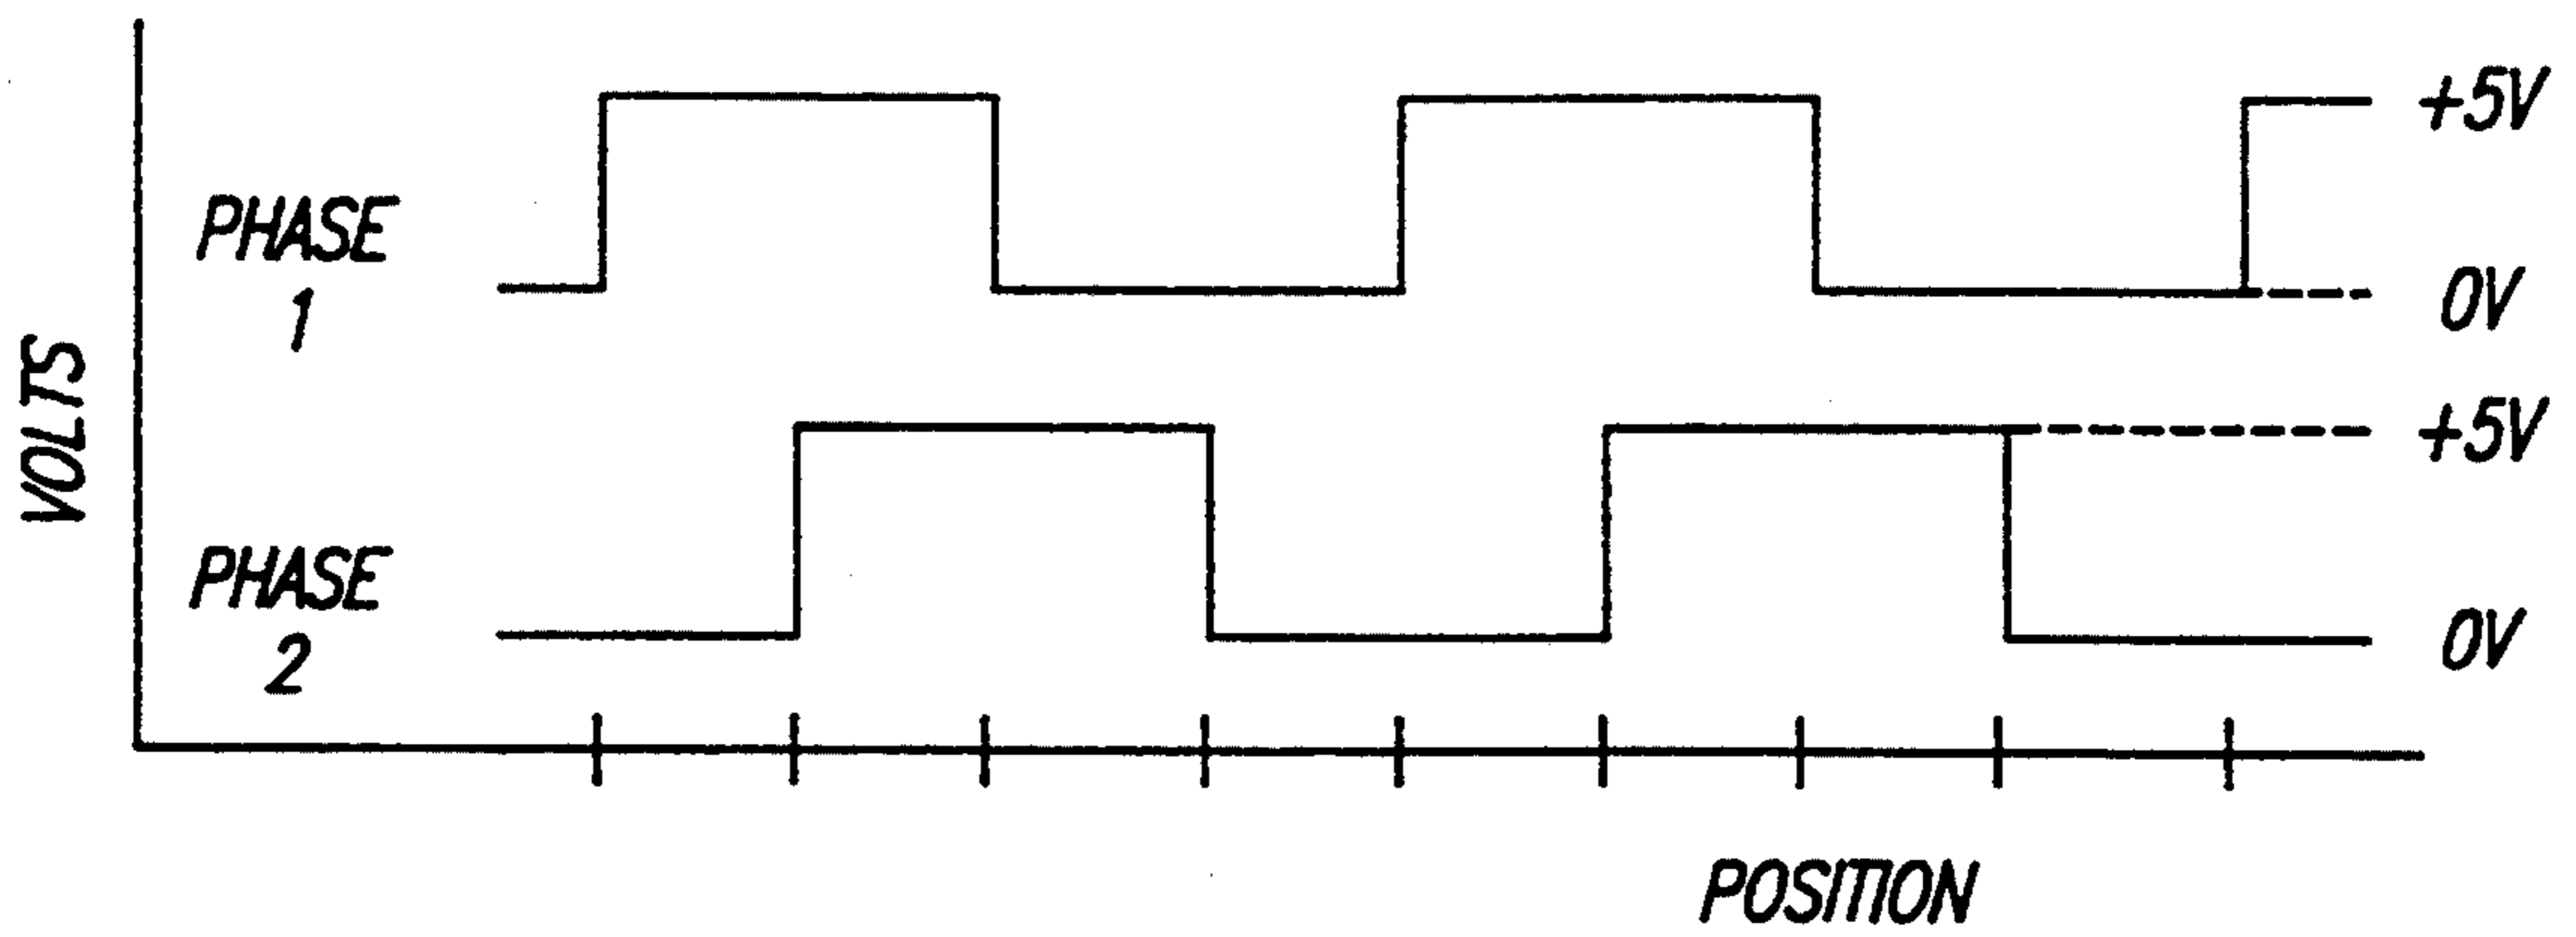 VOLTS
PHASE
1
+5V
0V
PHASE
2
+5V
0V
POSITION